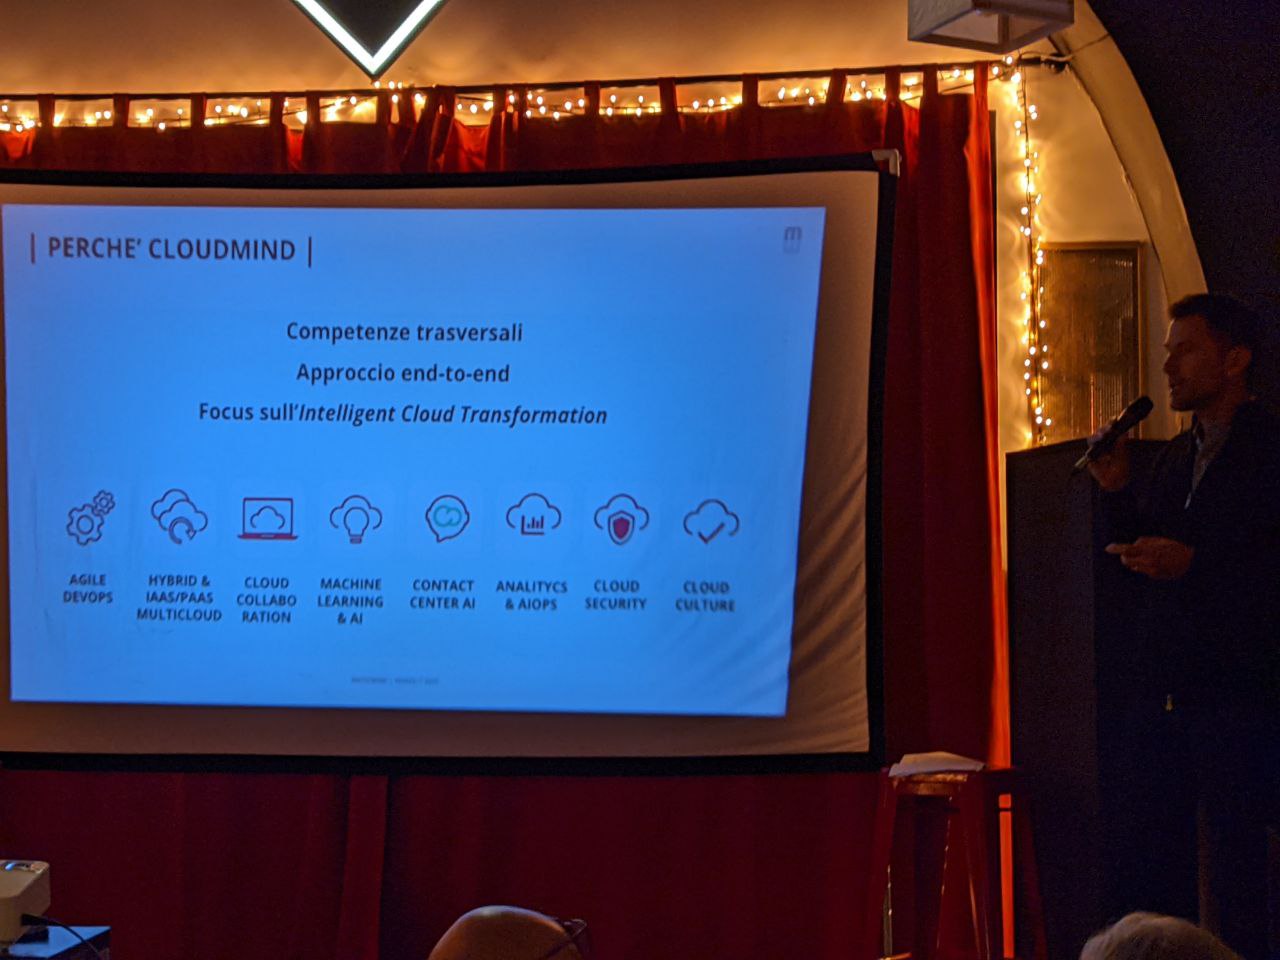 | PERCHE' CLOUDMIND |
Competenze trasversali
Approccio end-to-end
Focus sull'Intelligent Cloud Transformation
AGILE
DEVOPS
HYBRID &
IAAS/PAAS
MULTICLOUD
CLOUD
COLLABO
RATION
MACHINE
LEARNING
& AI
CONTACT
CENTER AI
ANALITYCS
& AIOPS
CLOUD
SECURITY
CLOUD
CULTURE